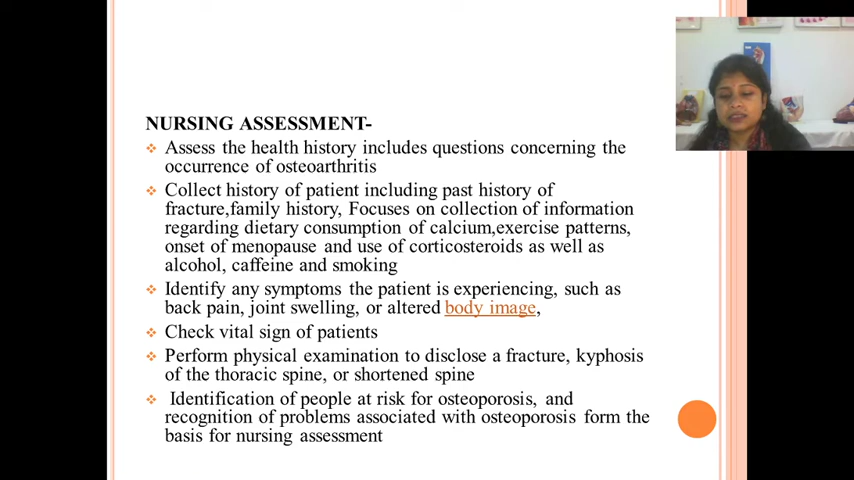 NURSING ASSESSMENT-
Assess the health history includes questions concerning the
occurrence of osteoarthritis
Collect history of patient including past history of
fracture,family history, Focuses on collection of information
regarding dietary consumption of calcium,exercise patterns,
onset of menopause and use of corticosteroids as well as
alcohol, caffeine and smoking
Identify any symptoms the patient is experiencing, such as
back pain, joint swelling, or altered body image,
Check vital sign of patients
Perform physical examination to disclose a fracture, kyphosis
of the thoracic spine, or shortened spine
Identification of people at risk for osteoporosis, and
recognition of problems associated with osteoporosis form the
basis for nursing assessment